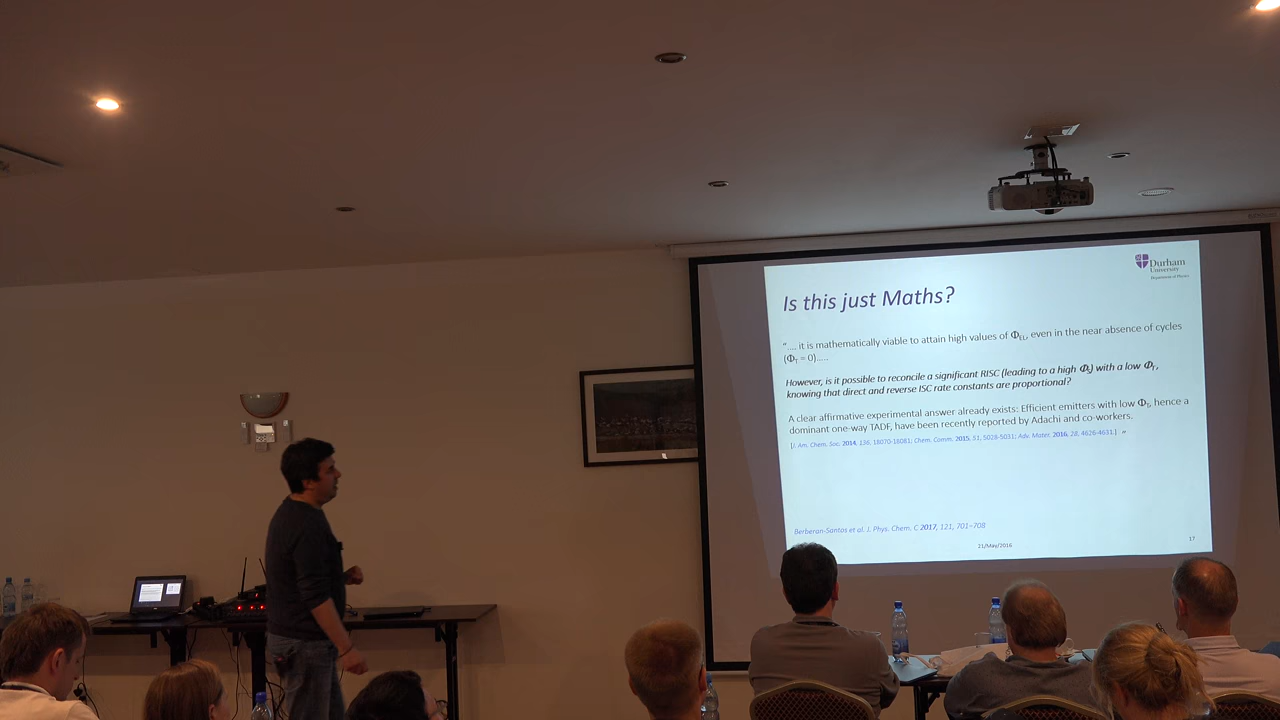 Durham
University
Department of Physics
Is this just Maths?
“.... it is mathematically viable to attain high values of ΦEL, even in the near absence of cycles
(ΦT = 0).....
However, is it possible to reconcile a significant RISC (leading to a high ΦS) with a low ΦT,
knowing that direct and reverse ISC rate constants are proportional?
A clear affirmative experimental answer already exists: Efficient emitters with low ΦT, hence a
dominant one-way TADF, have been recently reported by Adachi and co-workers.
[J. Am. Chem. Soc. 2014, 136, 18070-18081; Chem. Comm. 2015, 51, 5028-5031; Adv. Mater. 2016, 28, 4626-4631.] ”
Berberan-Santos et al. J. Phys. Chem. C 2017, 121, 701–708
21/May/2016
17